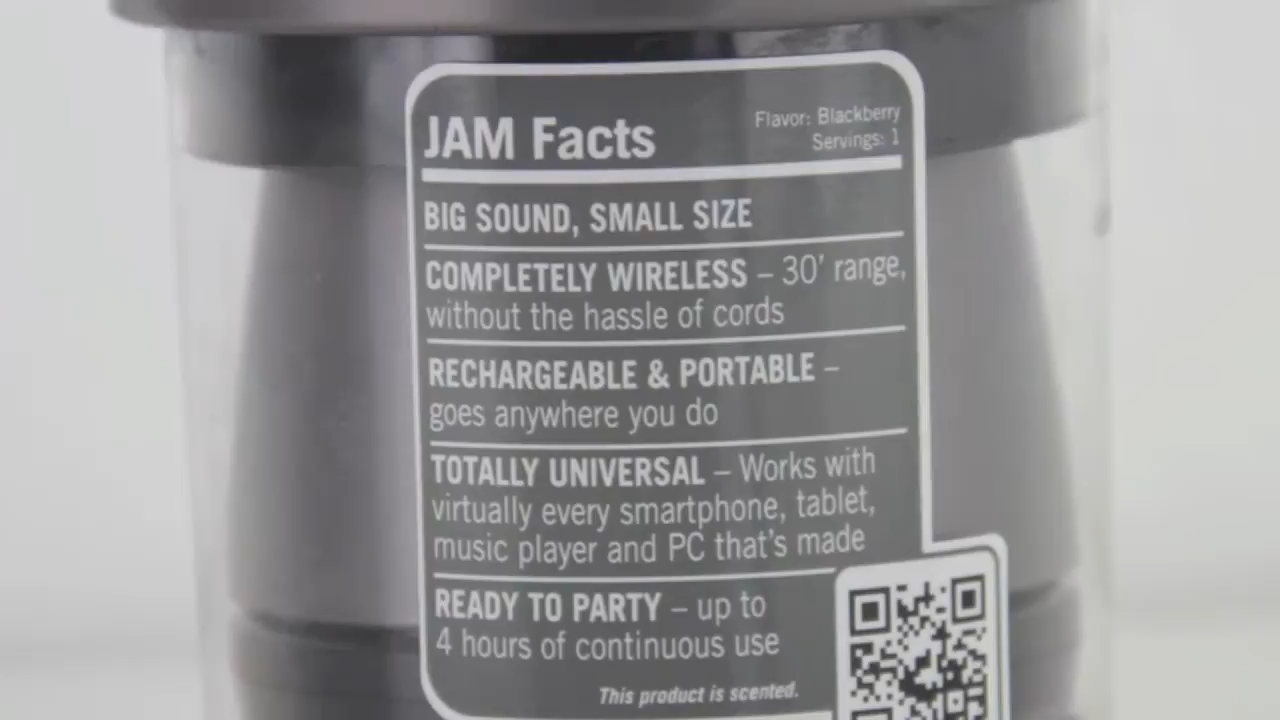 JAM Facts
Flavor: Blackberry
Servings: 1
BIG SOUND, SMALL SIZE
COMPLETELY WIRELESS – 30' range,
without the hassle of cords
RECHARGEABLE & PORTABLE –
goes anywhere you do
TOTALLY UNIVERSAL – Works with
virtually every smartphone, tablet,
music player and PC that's made
READY TO PARTY – up to
4 hours of continuous use
This product is scented.